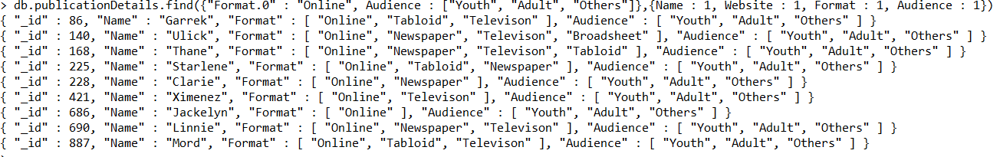 > db.publicationDetails.find({"Format.0" : "Online", Audience : ["Youth", "Adult", "Others"]},{Name : 1, Website : 1, Format : 1, Audience : 1})
{ "_id" : 86, "Name" : "Garrek", "Format" : [ "Online", "Tabloid", "Televison" ], "Audience" : [ "Youth", "Adult", "Others" ] }
{ "_id" : 140, "Name" : "Ulick", "Format" : [ "Online", "Newspaper", "Televison", "Broadsheet" ], "Audience" : [ "Youth", "Adult", "Others" ] }
{ "_id" : 168, "Name" : "Thane", "Format" : [ "Online", "Newspaper", "Televison", "Tabloid" ], "Audience" : [ "Youth", "Adult", "Others" ] }
{ "_id" : 225, "Name" : "Starlene", "Format" : [ "Online", "Tabloid", "Newspaper" ], "Audience" : [ "Youth", "Adult", "Others" ] }
{ "_id" : 228, "Name" : "Clarie", "Format" : [ "Online", "Newspaper" ], "Audience" : [ "Youth", "Adult", "Others" ] }
{ "_id" : 421, "Name" : "Ximenez", "Format" : [ "Online", "Televison" ], "Audience" : [ "Youth", "Adult", "Others" ] }
{ "_id" : 686, "Name" : "Jackelyn", "Format" : [ "Online" ], "Audience" : [ "Youth", "Adult", "Others" ] }
{ "_id" : 690, "Name" : "Linnie", "Format" : [ "Online", "Newspaper", "Televison" ], "Audience" : [ "Youth", "Adult", "Others" ] }
{ "_id" : 887, "Name" : "Mord", "Format" : [ "Online", "Tabloid", "Televison" ], "Audience" : [ "Youth", "Adult", "Others" ] }